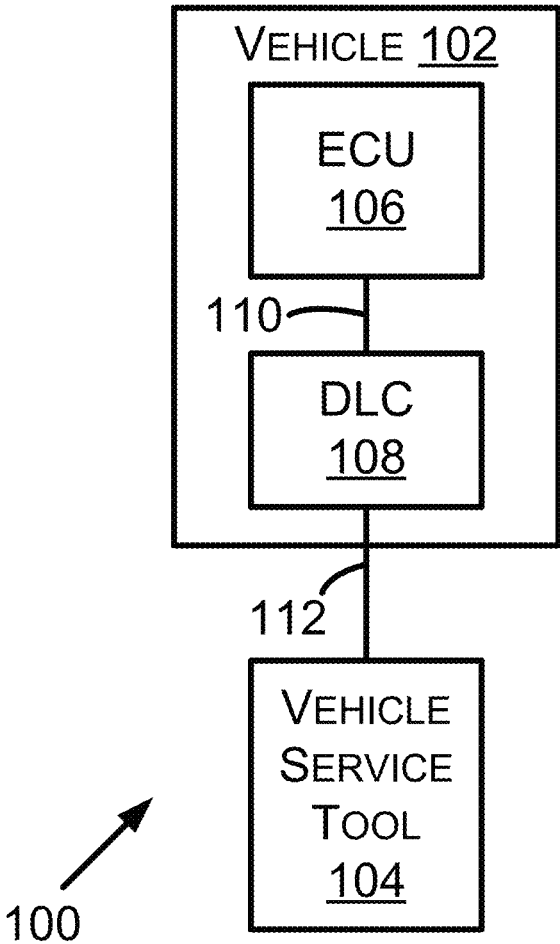 VEHICLE 102
ECU
106
110
DLC
108
112
VEHICLE
SERVICE
TOOL
104
100